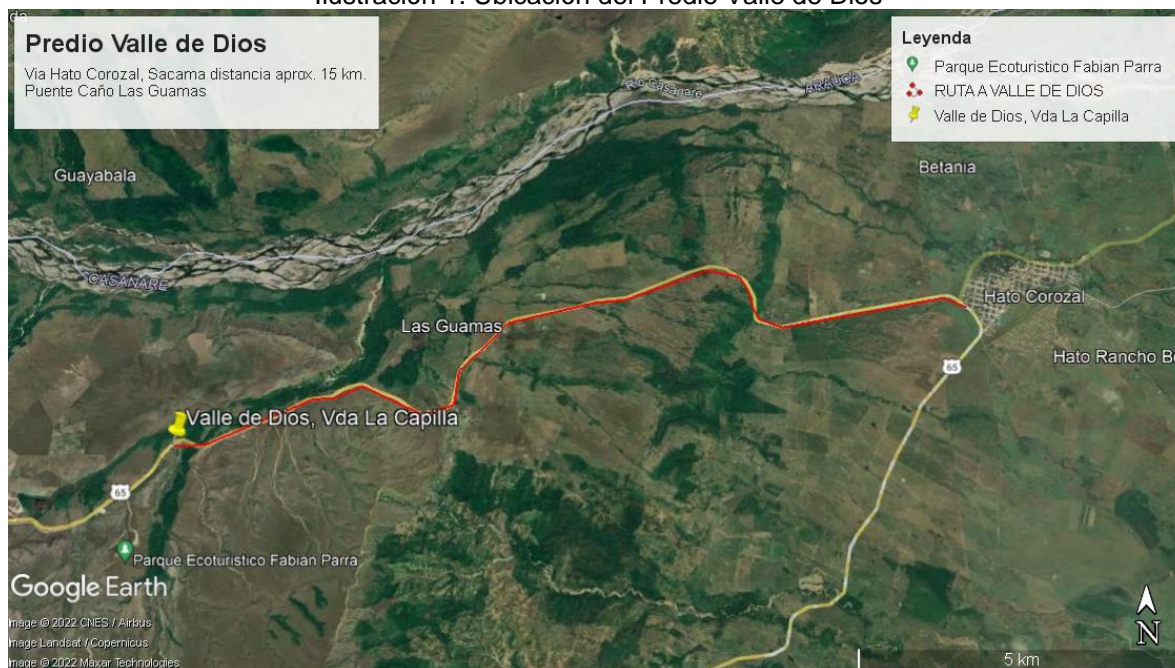 Ilustración 1. Ubicación del Predio Valle de Dios
da
Predio Valle de Dios
Via Hato Corozal, Sacama distancia aprox. 15 km.
Puente Caño Las Guamas
Leyenda
Parque Ecoturistico Fabian Parra
RUTA A VALLE DE DIOS
Valle de Dios, Vda La Capilla
Rio Casanare
ARAUCA
Guayabala
Betania
CASANARE
Hato Corozal
Las Guamas
Hato Rancho Be
65
Valle de Dios, Vda La Capilla
65
Parque Ecoturistico Fabian Parra
Google Earth
Image © 2022 CNES / Airbus
Image Landsat / Copernicus
Image © 2022 Maxar Technologies
5 km
N